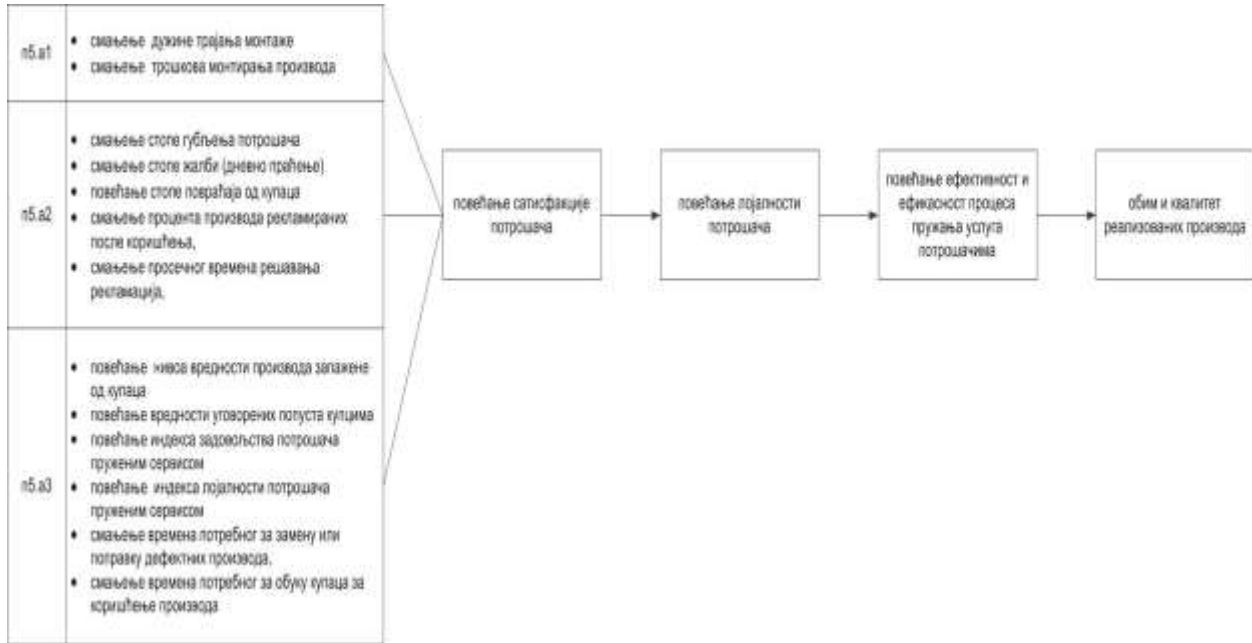 п5.а1
• смањење дужине трајања монтаже
• смањење трошкова монтирања производа
п5.а2
• смањење стопе губљења потрошача
• смањење стопе жалби (дневно праћење)
• повећање стопе повраћаја од купаца
• смањење процента производа рекламираних
после коришћења,
• смањење просечног времена решавања
рекламација,
п5.а3
• повећање нивоа вредности производа запажене
од купаца
• повећање вредности уговорених попуста купцима
• повећање индекса задовољства потрошача
пруженим сервисом
• повећање индекса лојалности потрошача
пруженим сервисом
• смањење времена потребног за замену или
поправку дефектних производа,
• смањење времена потребног за обуку купаца за
коришћење производа
повећање сатисфакције
потрошача
повећање лојалности
потрошача
повећање ефективност и
ефикасност процеса
пружања услуга
потрошачима
обим и квалитет
реализованих производа